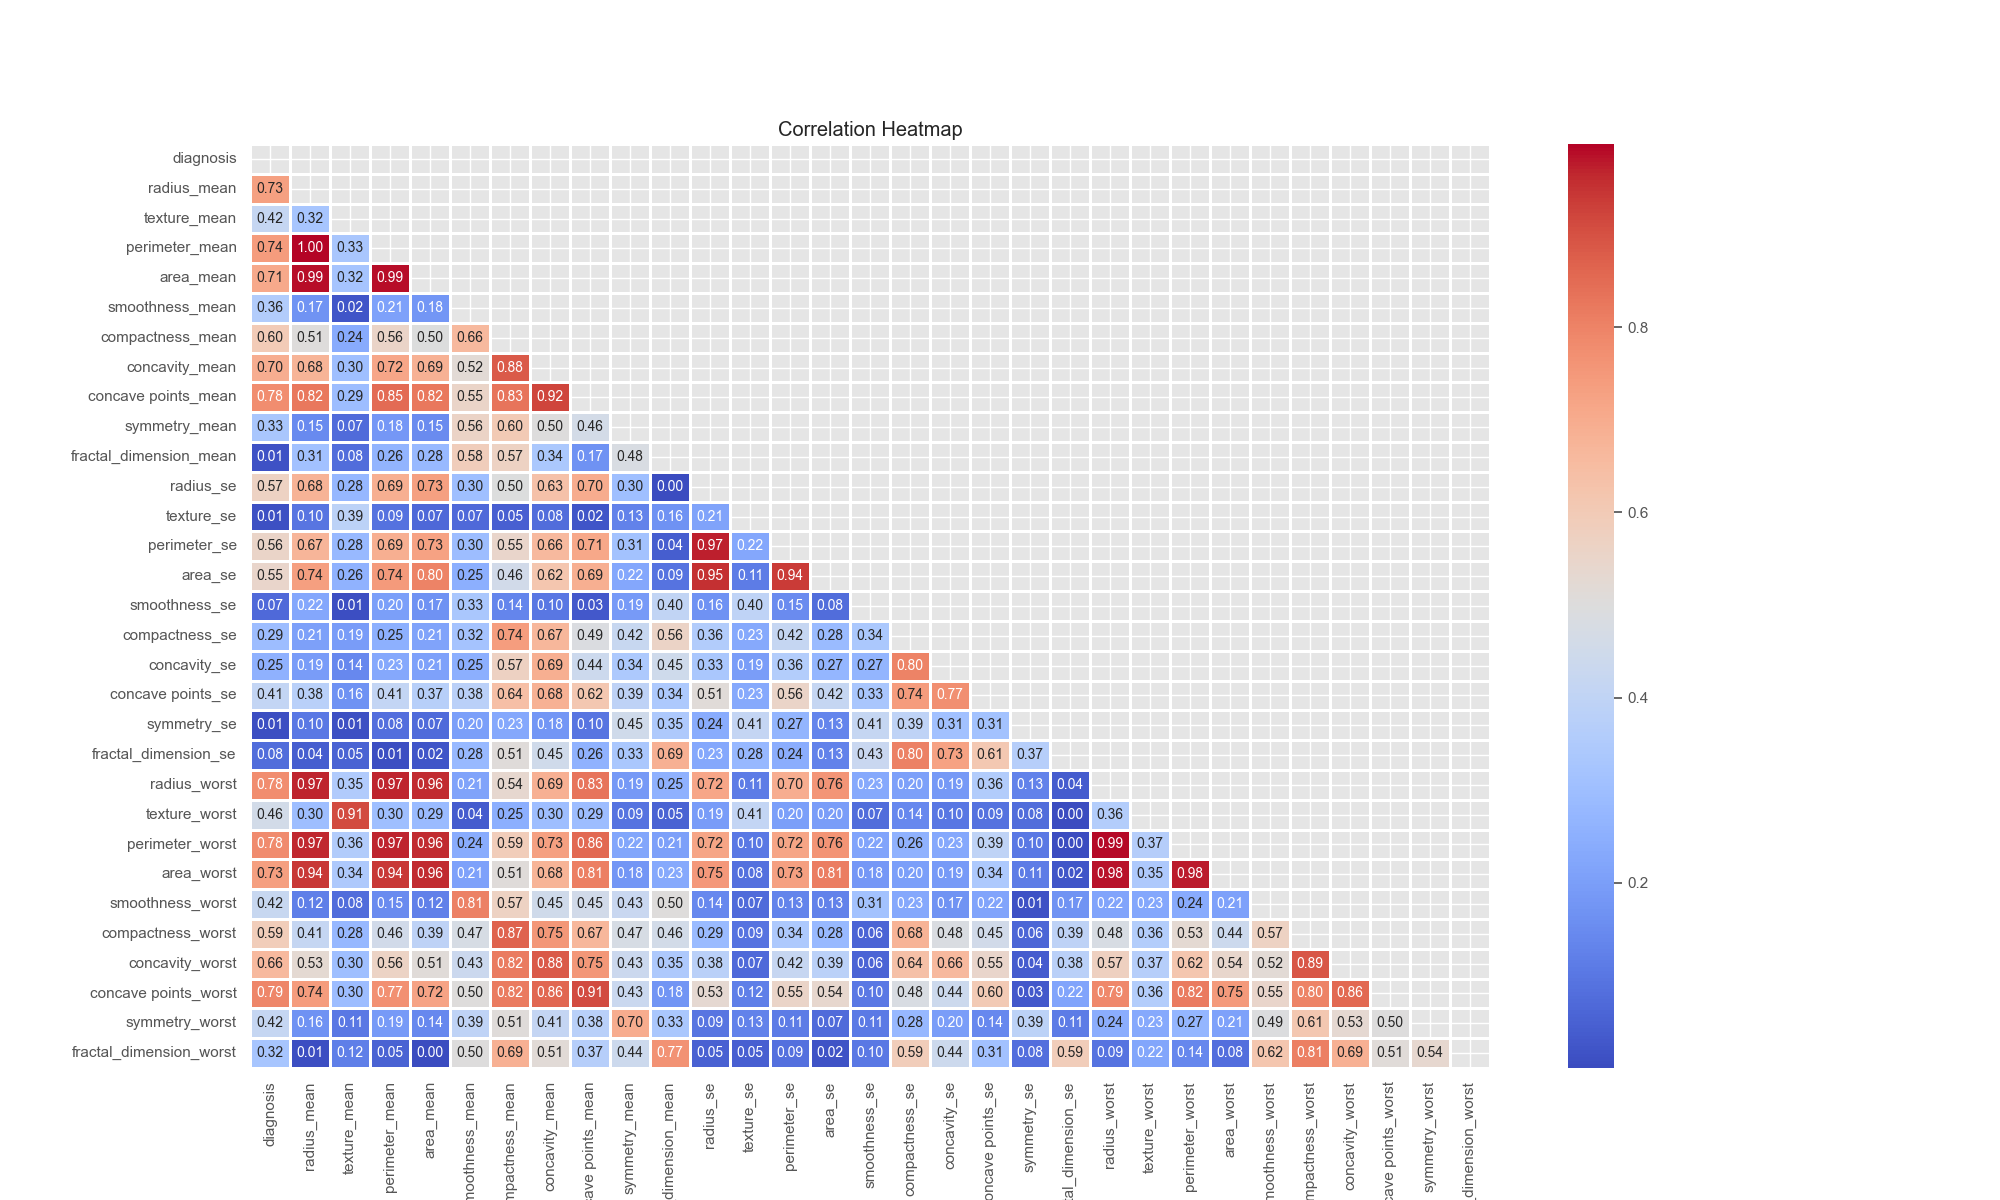 Correlation Heatmap
diagnosis
radius_mean 0.73
texture_mean 0.42 0.32
perimeter_mean 0.74 1.00 0.33
area_mean 0.71 0.99 0.32 0.99
smoothness_mean 0.36 0.17 0.02 0.21 0.18
compactness_mean 0.60 0.51 0.24 0.56 0.50 0.66
concavity_mean 0.70 0.68 0.30 0.72 0.69 0.52 0.88
concave points_mean 0.78 0.82 0.29 0.85 0.82 0.55 0.83 0.92
symmetry_mean 0.33 0.15 0.07 0.18 0.15 0.56 0.60 0.50 0.46
fractal_dimension_mean 0.01 0.31 0.08 0.26 0.28 0.58 0.57 0.34 0.17 0.48
radius_se 0.57 0.68 0.28 0.69 0.73 0.30 0.50 0.63 0.70 0.30 0.00
texture_se 0.01 0.10 0.39 0.09 0.07 0.07 0.05 0.08 0.02 0.13 0.16 0.21
perimeter_se 0.56 0.67 0.28 0.69 0.73 0.30 0.55 0.66 0.71 0.31 0.04 0.97 0.22
area_se 0.55 0.74 0.26 0.74 0.80 0.25 0.46 0.62 0.69 0.22 0.09 0.95 0.11 0.94
smoothness_se 0.07 0.22 0.01 0.20 0.17 0.33 0.14 0.10 0.03 0.19 0.40 0.16 0.40 0.15 0.08
compactness_se 0.29 0.21 0.19 0.25 0.21 0.32 0.74 0.67 0.49 0.42 0.56 0.36 0.23 0.42 0.28 0.34
concavity_se 0.25 0.19 0.14 0.23 0.21 0.25 0.57 0.69 0.44 0.34 0.45 0.33 0.19 0.36 0.27 0.27 0.80
concave points_se 0.41 0.38 0.16 0.41 0.37 0.38 0.64 0.68 0.62 0.39 0.34 0.51 0.23 0.56 0.42 0.33 0.74 0.77
symmetry_se 0.01 0.10 0.01 0.08 0.07 0.20 0.23 0.18 0.10 0.45 0.35 0.24 0.41 0.27 0.13 0.41 0.39 0.31 0.31
fractal_dimension_se 0.08 0.04 0.05 0.01 0.02 0.28 0.51 0.45 0.26 0.33 0.69 0.23 0.28 0.24 0.13 0.43 0.80 0.73 0.61 0.37
radius_worst 0.78 0.97 0.35 0.97 0.96 0.21 0.54 0.69 0.83 0.19 0.25 0.72 0.11 0.70 0.76 0.23 0.20 0.19 0.36 0.13 0.04
texture_worst 0.46 0.30 0.91 0.30 0.29 0.04 0.25 0.30 0.29 0.09 0.05 0.19 0.41 0.20 0.20 0.07 0.14 0.10 0.09 0.08 0.00 0.36
perimeter_worst 0.78 0.97 0.36 0.97 0.96 0.24 0.59 0.73 0.86 0.22 0.21 0.72 0.10 0.72 0.76 0.22 0.26 0.23 0.39 0.10 0.00 0.99 0.37
area_worst 0.73 0.94 0.34 0.94 0.96 0.21 0.51 0.68 0.81 0.18 0.23 0.75 0.08 0.73 0.81 0.18 0.20 0.19 0.34 0.11 0.02 0.98 0.35 0.98
smoothness_worst 0.42 0.12 0.08 0.15 0.12 0.81 0.57 0.45 0.45 0.43 0.50 0.14 0.07 0.13 0.13 0.31 0.23 0.17 0.22 0.01 0.17 0.22 0.23 0.24 0.21
compactness_worst 0.59 0.41 0.28 0.46 0.39 0.47 0.87 0.75 0.67 0.47 0.46 0.29 0.09 0.34 0.28 0.06 0.68 0.48 0.45 0.06 0.39 0.48 0.36 0.53 0.44 0.57
concavity_worst 0.66 0.53 0.30 0.56 0.51 0.43 0.82 0.88 0.75 0.43 0.35 0.38 0.07 0.42 0.39 0.06 0.64 0.66 0.55 0.04 0.38 0.57 0.37 0.62 0.54 0.52 0.89
concave points_worst 0.79 0.74 0.30 0.77 0.72 0.50 0.82 0.86 0.91 0.43 0.18 0.53 0.12 0.55 0.54 0.10 0.48 0.44 0.60 0.03 0.22 0.79 0.36 0.82 0.75 0.55 0.80 0.86
symmetry_worst 0.42 0.16 0.11 0.19 0.14 0.39 0.51 0.41 0.38 0.70 0.33 0.09 0.13 0.11 0.07 0.11 0.28 0.20 0.14 0.39 0.11 0.24 0.23 0.27 0.21 0.49 0.61 0.53 0.50
fractal_dimension_worst 0.32 0.01 0.12 0.05 0.00 0.50 0.69 0.51 0.37 0.44 0.77 0.05 0.05 0.09 0.02 0.10 0.59 0.44 0.31 0.08 0.59 0.09 0.22 0.14 0.08 0.62 0.81 0.69 0.51 0.54
diagnosis
radius_mean
texture_mean
perimeter_mean
area_mean
moothness_mean
mpactness_mean
concavity_mean
cave points_mean
symmetry_mean
dimension_mean
radius_se
texture_se
perimeter_se
area_se
smoothness_se
compactness_se
concavity_se
oncave points_se
symmetry_se
tal_dimension_se
radius_worst
texture_worst
perimeter_worst
area_worst
moothness_worst
mpactness_worst
concavity_worst
cave points_worst
symmetry_worst
_dimension_worst
0.8
0.6
0.4
0.2